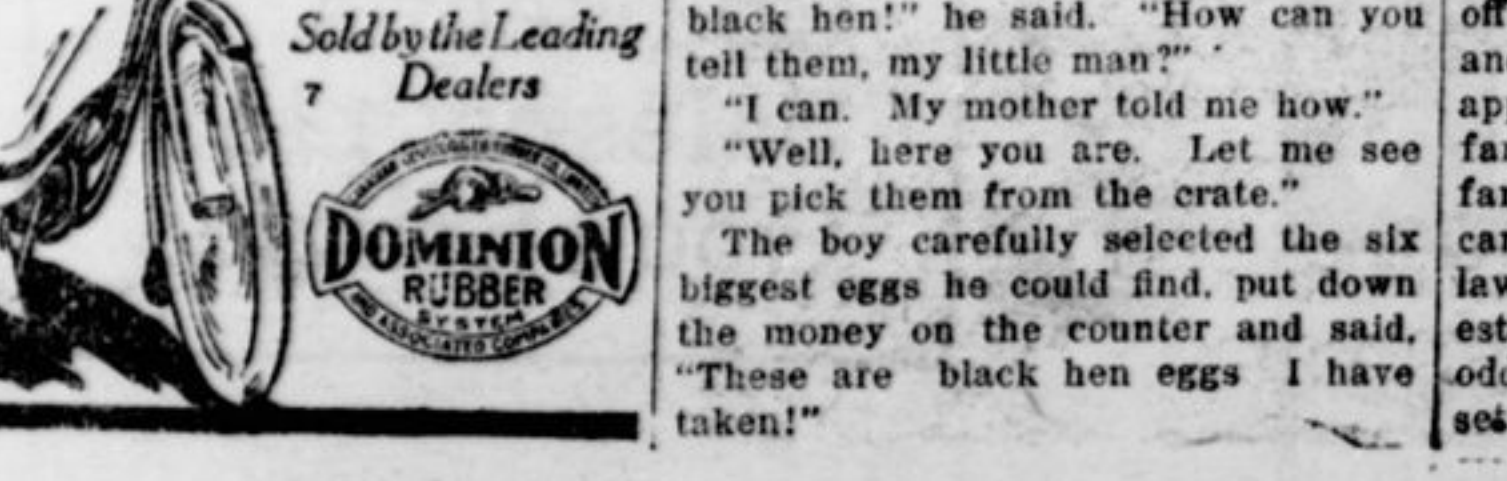 Sold by the Leading
Dealers
7
DOMINION
RUBBER
SYSTEM
AND ASSOCIATED COMPANIES
black hen!" he said. "How can you
tell them, my little man?"
"I can. My mother told me how."
"Well, here you are. Let me see
you pick them from the crate."
The boy carefully selected the six
biggest eggs he could find, put down
the money on the counter and said,
"These are black hen eggs I have
taken!"